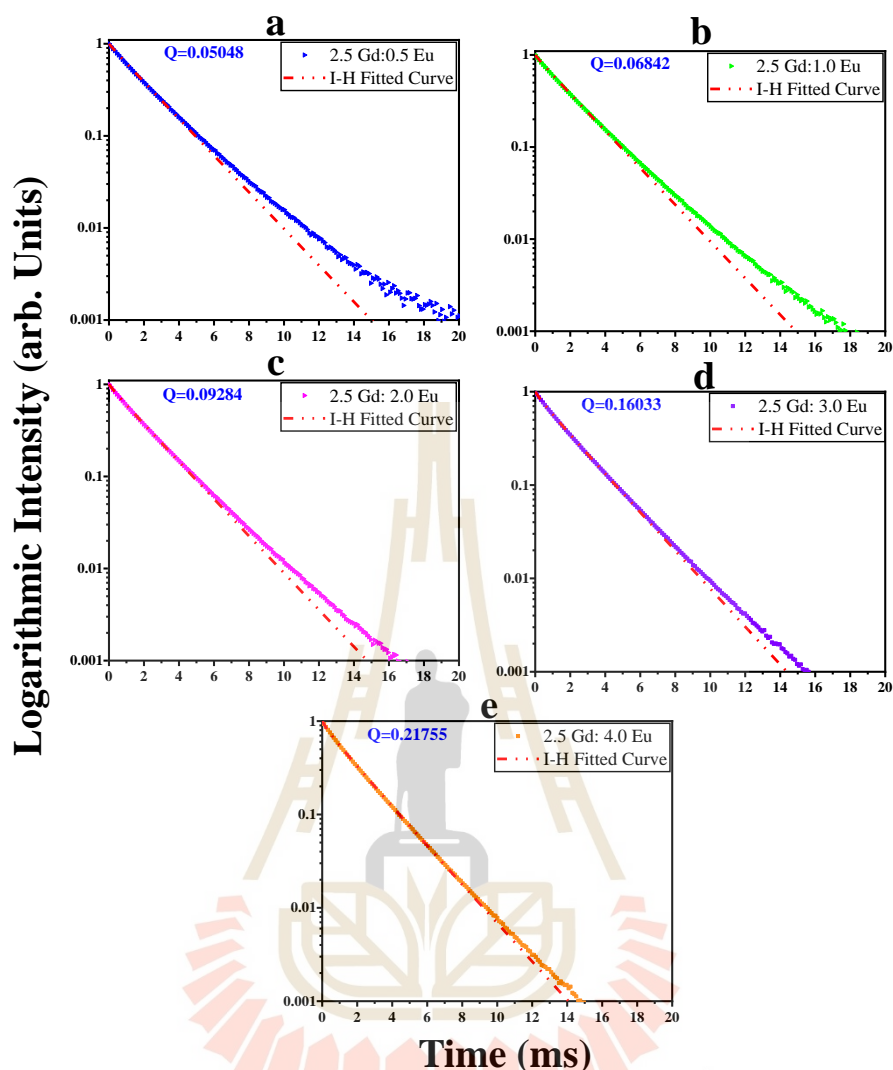 a
Q=0.05048
2.5 Gd:0.5 Eu
I-H Fitted Curve
1
0.1
0.01
0.001
0 2 4 6 8 10 12 14 16 18 20
b
Q=0.06842
2.5 Gd:1.0 Eu
I-H Fitted Curve
1
0.1
0.01
0.001
0 2 4 6 8 10 12 14 16 18 20
Logarithmic Intensity (arb. Units)
c
Q=0.09284
2.5 Gd: 2.0 Eu
I-H Fitted Curve
1
0.1
0.01
0.001
0 2 4 6 8 10 12 14 16 18 20
d
Q=0.16033
2.5 Gd: 3.0 Eu
I-H Fitted Curve
1
0.1
0.01
0.001
0 2 4 6 8 10 12 14 16 18 20
e
Q=0.21755
2.5 Gd: 4.0 Eu
I-H Fitted Curve
1
0.1
0.01
0.001
0 2 4 6 8 10 12 14 16 18 20
Time (ms)